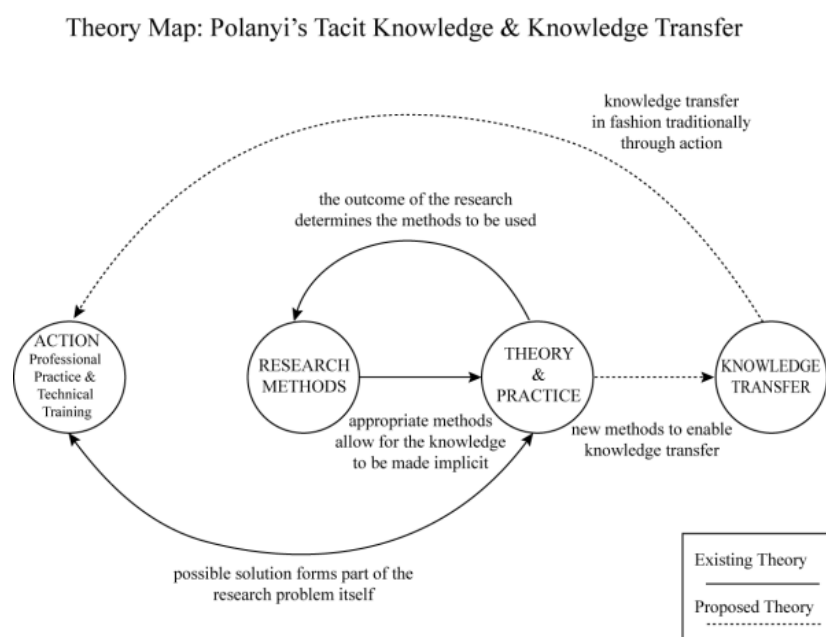 Theory Map: Polanyi’s Tacit Knowledge & Knowledge Transfer
knowledge transfer
in fashion traditionally
through action
the outcome of the research
determines the methods to be used
ACTION
Professional
Practice &
Technical
Training
RESEARCH
METHODS
THEORY
&
PRACTICE
KNOWLEDGE
TRANSFER
appropriate methods
allow for the knowledge
to be made implicit
new methods to enable
knowledge transfer
possible solution forms part of the
research problem itself
Existing Theory
Proposed Theory